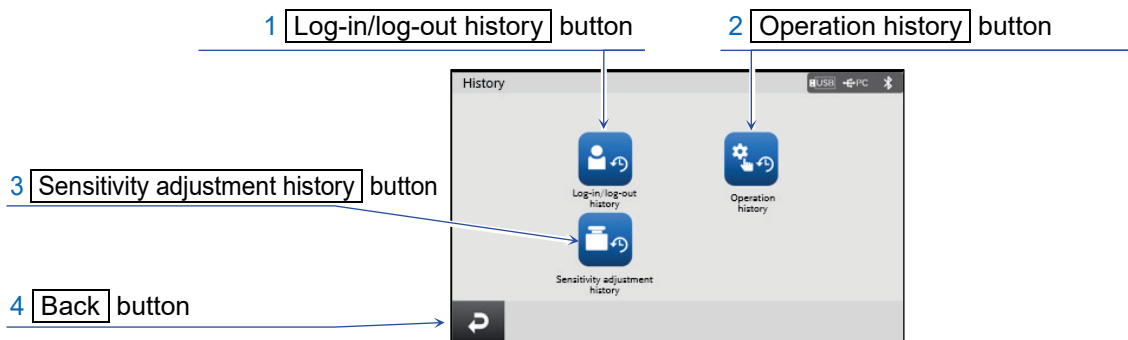 1 Log-in/log-out history button
2 Operation history button
History
USB PC
Log-in/log-out
history
Operation
history
3 Sensitivity adjustment history button
Sensitivity adjustment
history
4 Back button